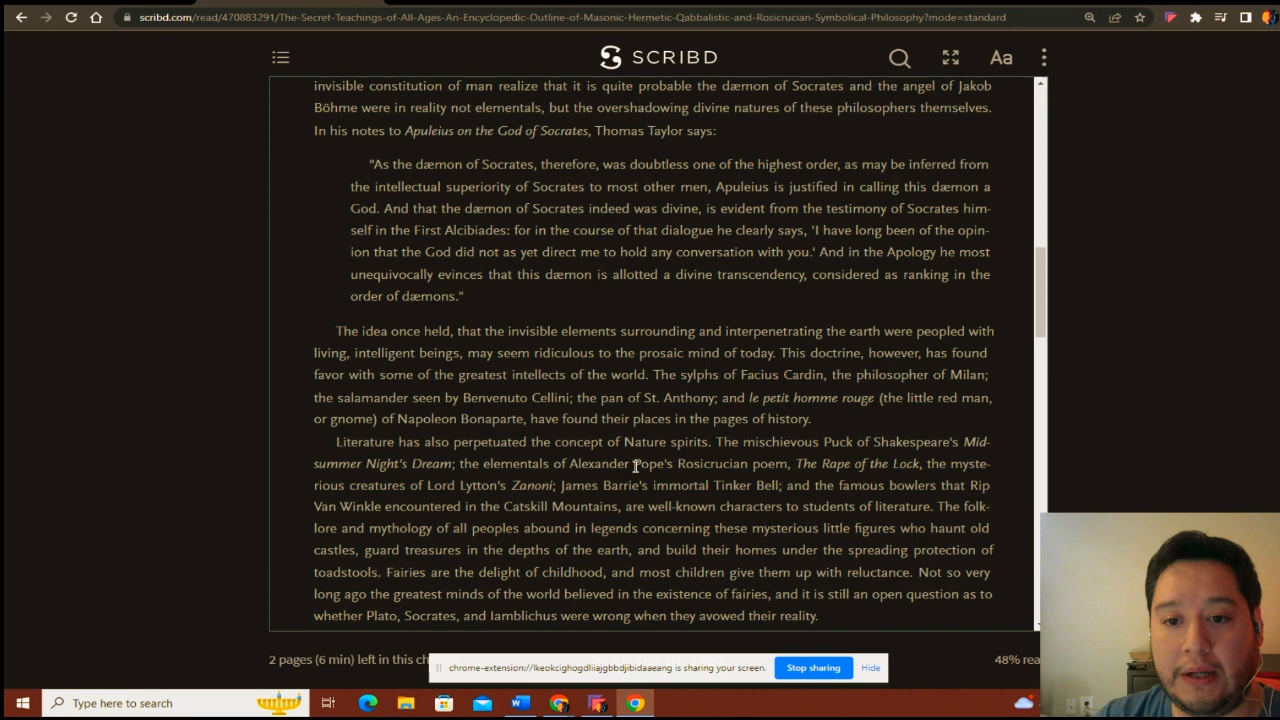 scribd.com/read/470883291/The-Secret-Teachings-of-All-Ages-An-Encyclopedic-Outline-of-Masonic-Hermetic-Qabbalistic-and-Rosicrucian-Symbolical-Philosophy?mode=standard
SCRIBD
Aa
invisible constitution of man realize that it is quite probable the dæmon of Socrates and the angel of Jakob
Böhme were in reality not elementals, but the overshadowing divine natures of these philosophers themselves.
In his notes to Apuleius on the God of Socrates, Thomas Taylor says:
"As the dæmon of Socrates, therefore, was doubtless one of the highest order, as may be inferred from
the intellectual superiority of Socrates to most other men, Apuleius is justified in calling this dæmon a
God. And that the dæmon of Socrates indeed was divine, is evident from the testimony of Socrates him-
self in the First Alcibiades: for in the course of that dialogue he clearly says, 'I have long been of the opin-
ion that the God did not as yet direct me to hold any conversation with you.' And in the Apology he most
unequivocally evinces that this dæmon is allotted a divine transcendency, considered as ranking in the
order of dæmons."
The idea once held, that the invisible elements surrounding and interpenetrating the earth were peopled with
living, intelligent beings, may seem ridiculous to the prosaic mind of today. This doctrine, however, has found
favor with some of the greatest intellects of the world. The sylphs of Facius Cardin, the philosopher of Milan;
the salamander seen by Benvenuto Cellini; the pan of St. Anthony; and le petit homme rouge (the little red man,
or gnome) of Napoleon Bonaparte, have found their places in the pages of history.
Literature has also perpetuated the concept of Nature spirits. The mischievous Puck of Shakespeare's Mid-
summer Night's Dream; the elementals of Alexander Pope's Rosicrucian poem, The Rape of the Lock, the myste-
rious creatures of Lord Lytton's Zanoni; James Barrie's immortal Tinker Bell; and the famous bowlers that Rip
Van Winkle encountered in the Catskill Mountains, are well-known characters to students of literature. The folk-
lore and mythology of all peoples abound in legends concerning these mysterious little figures who haunt old
castles, guard treasures in the depths of the earth, and build their homes under the spreading protection of
toadstools. Fairies are the delight of childhood, and most children give them up with reluctance. Not so very
long ago the greatest minds of the world believed in the existence of fairies, and it is still an open question as to
whether Plato, Socrates, and Iamblichus were wrong when they avowed their reality.
2 pages (6 min) left in this ch
48% rea
chrome-extension://lkeokcighogdliiajgbbdjibidaaeang is sharing your screen.
Stop sharing
Hide
Type here to search